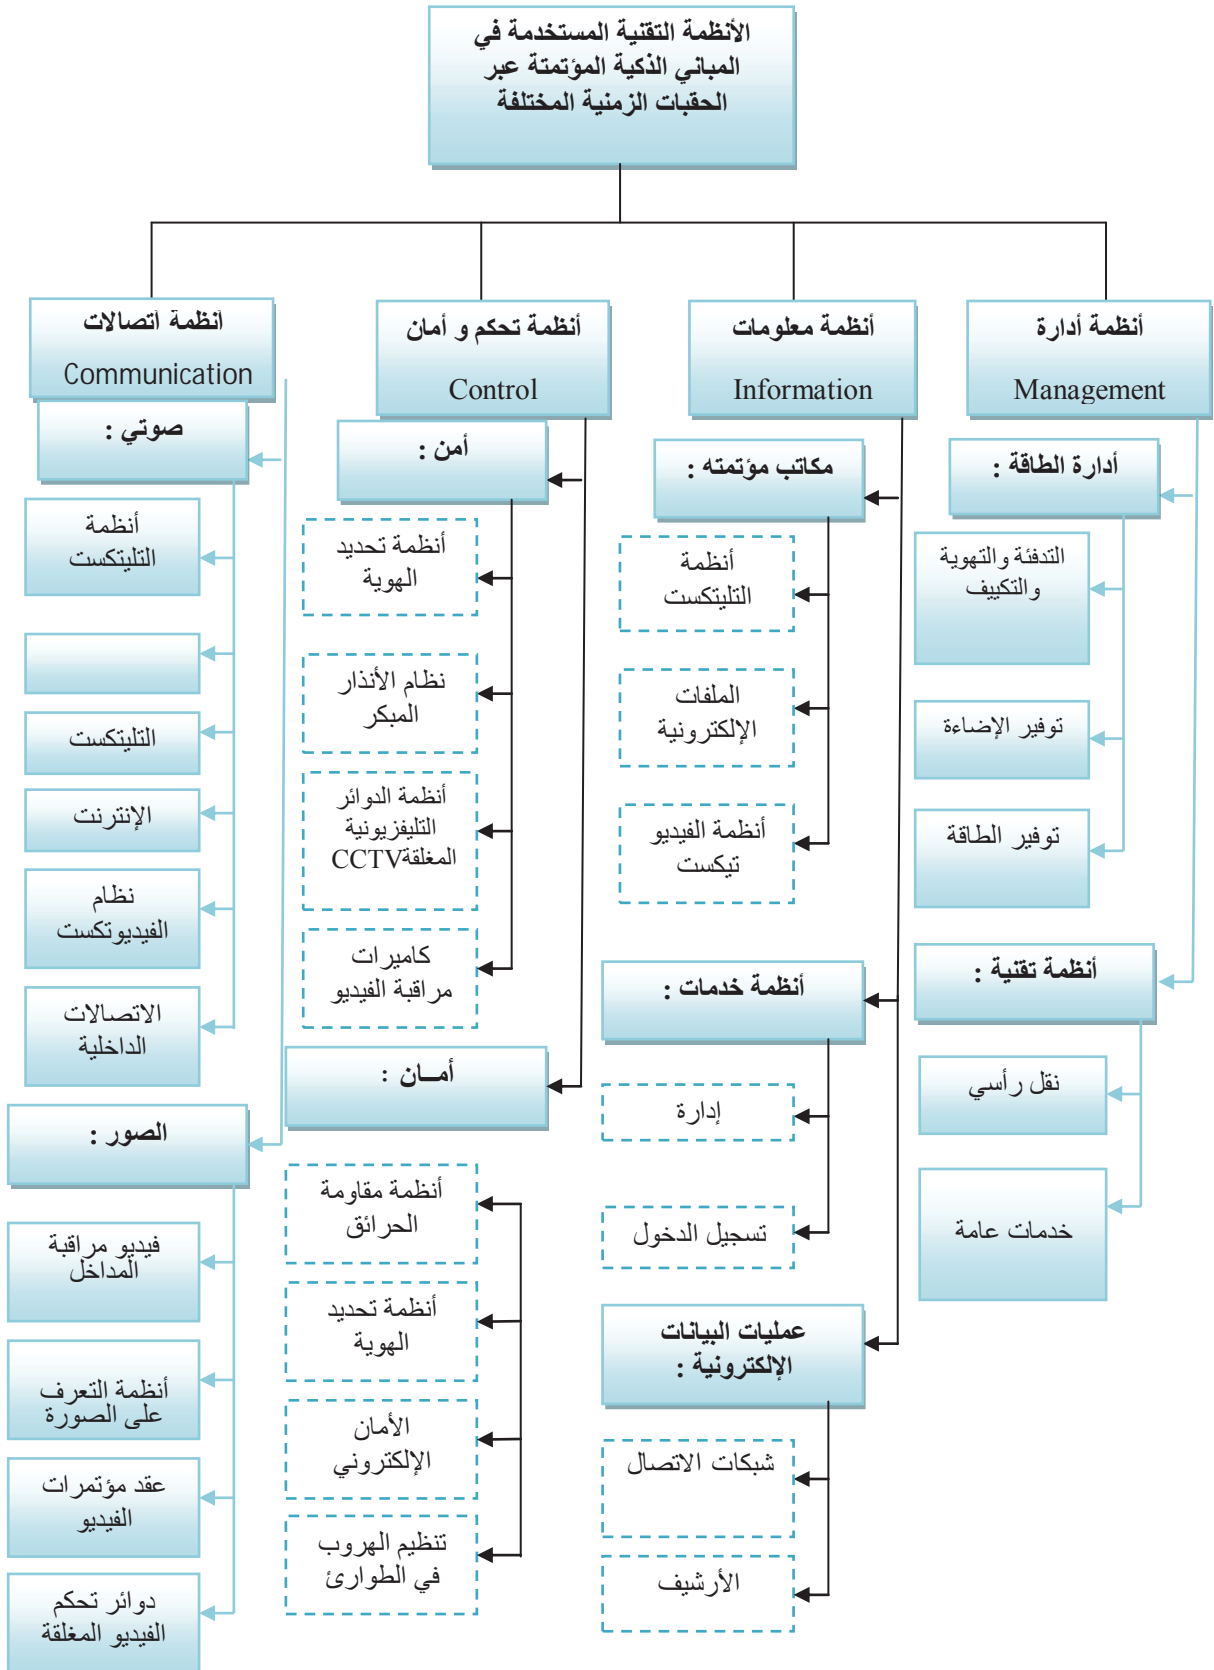 الأنظمة التقنية المستخدمة في
المباني الذكية المؤتمتة عبر
الحقبات الزمنية المختلفة
أنظمة أدارة
Management
أدارة الطاقة :
التدفئة والتهوية
والتكييف
توفير الإضاءة
توفير الطاقة
أنظمة تقنية :
نقل رأسي
خدمات عامة
أنظمة معلومات
Information
مكاتب مؤتمته :
أنظمة
التليتكست
الملفات
الإلكترونية
أنظمة الفيديو
تيكست
أنظمة خدمات :
إدارة
تسجيل الدخول
عمليات البيانات
الإلكترونية :
شبكات الاتصال
الأرشيف
أنظمة تحكم و أمان
Control
أمن :
أنظمة تحديد
الهوية
نظام الأنذار
المبكر
أنظمة الدوائر
التليفزيونية
المغلقةCCTV
كاميرات
مراقبة الفيديو
أمـــان :
أنظمة مقاومة
الحرائق
أنظمة تحديد
الهوية
الأمان
الإلكتروني
تنظيم الهروب
في الطوارئ
أنظمة أتصالات
Communication
صوتي :
أنظمة
التليتكست
التليتكست
الإنترنت
نظام
الفيديوتكست
الاتصالات
الداخلية
الصور :
فيديو مراقبة
المداخل
أنظمة التعرف
على الصورة
عقد مؤتمرات
الفيديو
دوائر تحكم
الفيديو المغلقة